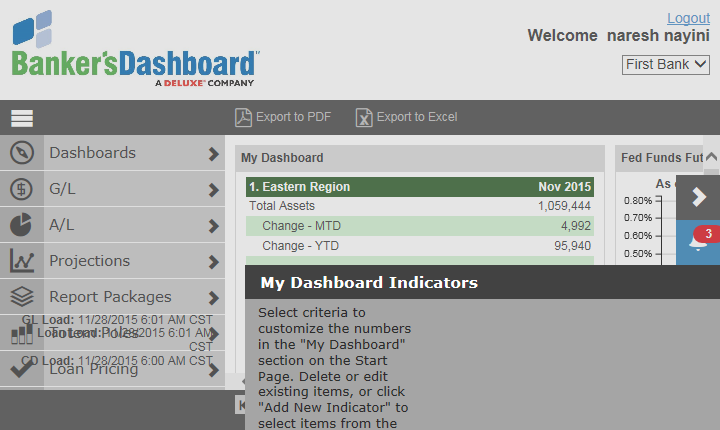 Logout
Welcome naresh nayini
First Bank
Banker'sDashboard
A DELUXE COMPANY
Export to PDF
Export to Excel
Dashboards
G/L
A/L
Projections
Report Packages
GL Load: 11/28/2015 6:01 AM CST
Loan Load: 11/28/2015 6:01 AM
CST
CD Load: 11/28/2015 6:00 AM CST
Loan Pricing
My Dashboard
1. Eastern Region Nov 2015
Total Assets 1,059,444
Change - MTD 4,992
Change - YTD 95,940
Fed Funds Fut
As
0.80%
0.70%
0.60%
0.50%
3
My Dashboard Indicators
Select criteria to
customize the numbers
in the "My Dashboard"
section on the Start
Page. Delete or edit
existing items, or click
"Add New Indicator" to
select items from the